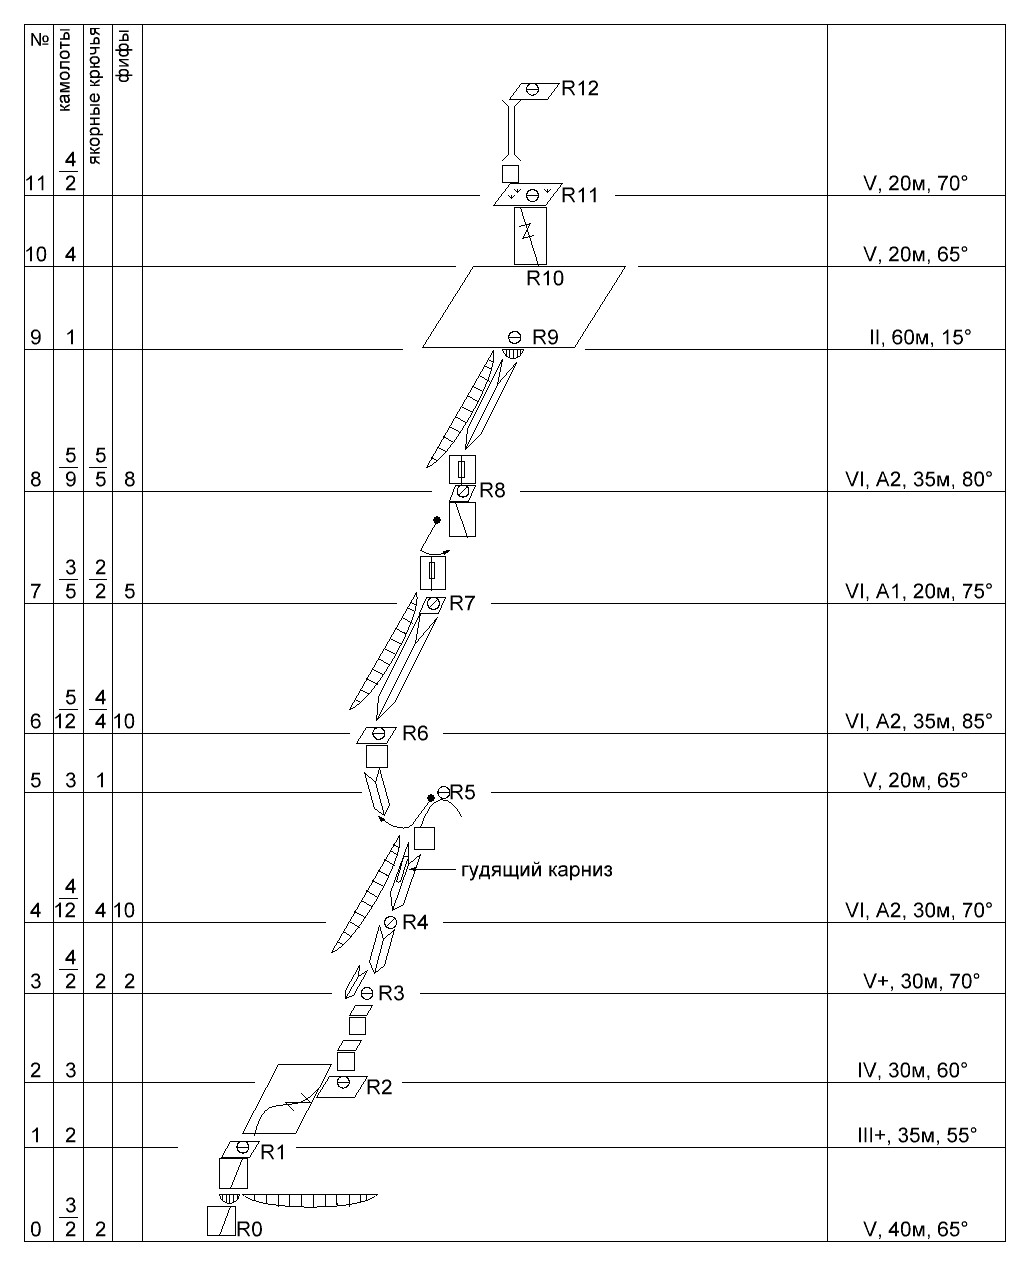 № камолоты якорные крючья фифы
R12
4
11 2 V, 20м, 70°
R11
10 4 V, 20м, 65°
R10
9 1 R9 II, 60м, 15°
5 5
8 9 5 8 VI, A2, 35м, 80°
R8
3 2
7 5 2 5 VI, A1, 20м, 75°
R7
5 4
6 12 4 10 VI, A2, 35м, 85°
R6
5 3 1 V, 20м, 65°
R5
гудящий карниз
4
4 12 4 10 VI, A2, 30м, 70°
R4
4
3 2 2 2 V+, 30м, 70°
R3
2 3 IV, 30м, 60°
R2
1 2 III+, 35м, 55°
R1
3
0 2 2 R0 V, 40м, 65°